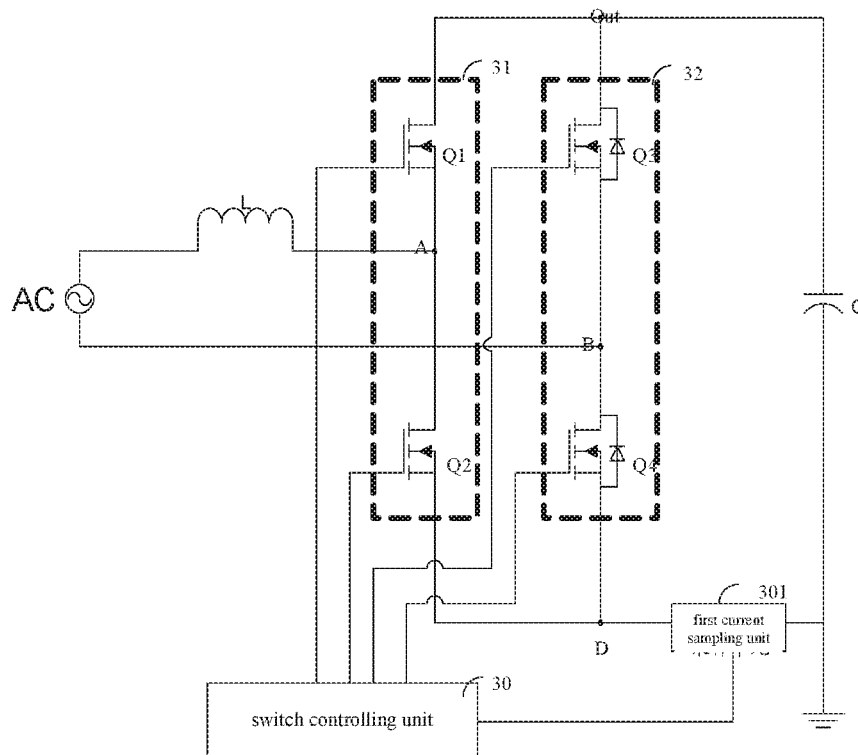 Out
31
32
Q1
Q3
L
A
AC
C
B
Q2
Q4
301
first current
sampling unit
D
30
switch controlling unit